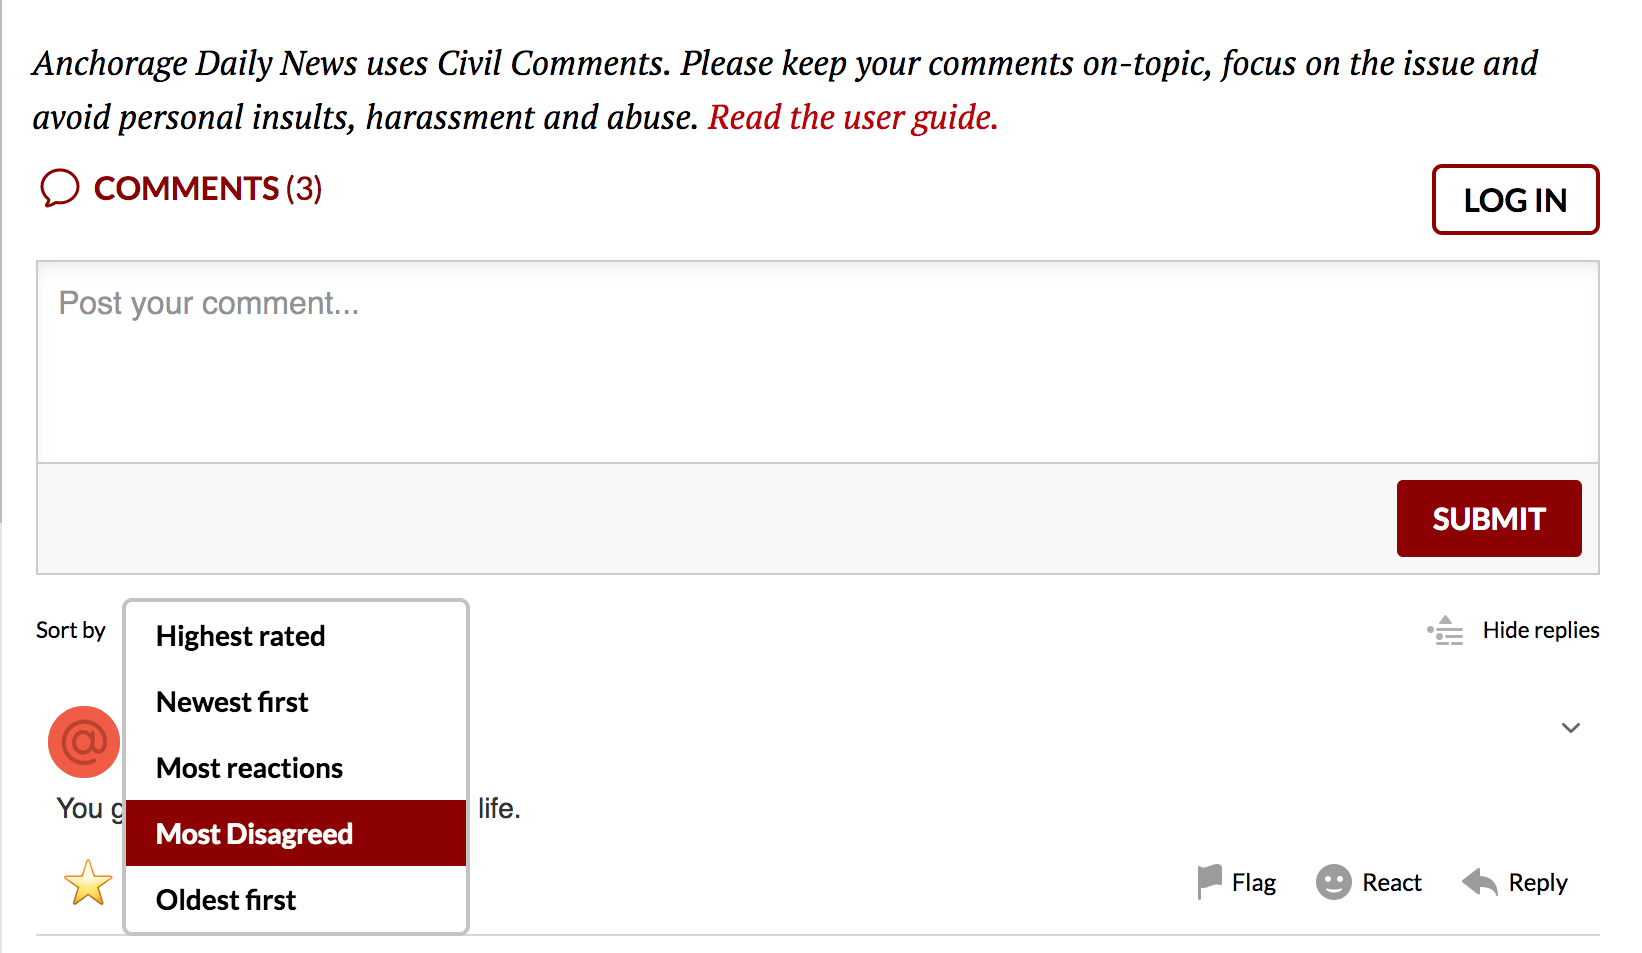 Anchorage Daily News uses Civil Comments. Please keep your comments on-topic, focus on the issue and
avoid personal insults, harassment and abuse. Read the user guide.
COMMENTS (3)
LOG IN
Post your comment...
SUBMIT
Sort by
Highest rated
Newest first
Most reactions
Most Disagreed
Oldest first
Hide replies
@
You
life.
Flag
React
Reply